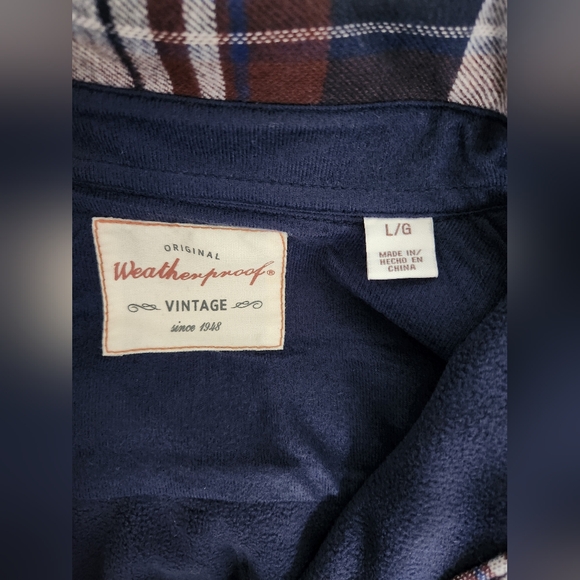 ORIGINAL
Weatherproof®
VINTAGE
since 1948
L/G
MADE IN/
HECHO EN
CHINA